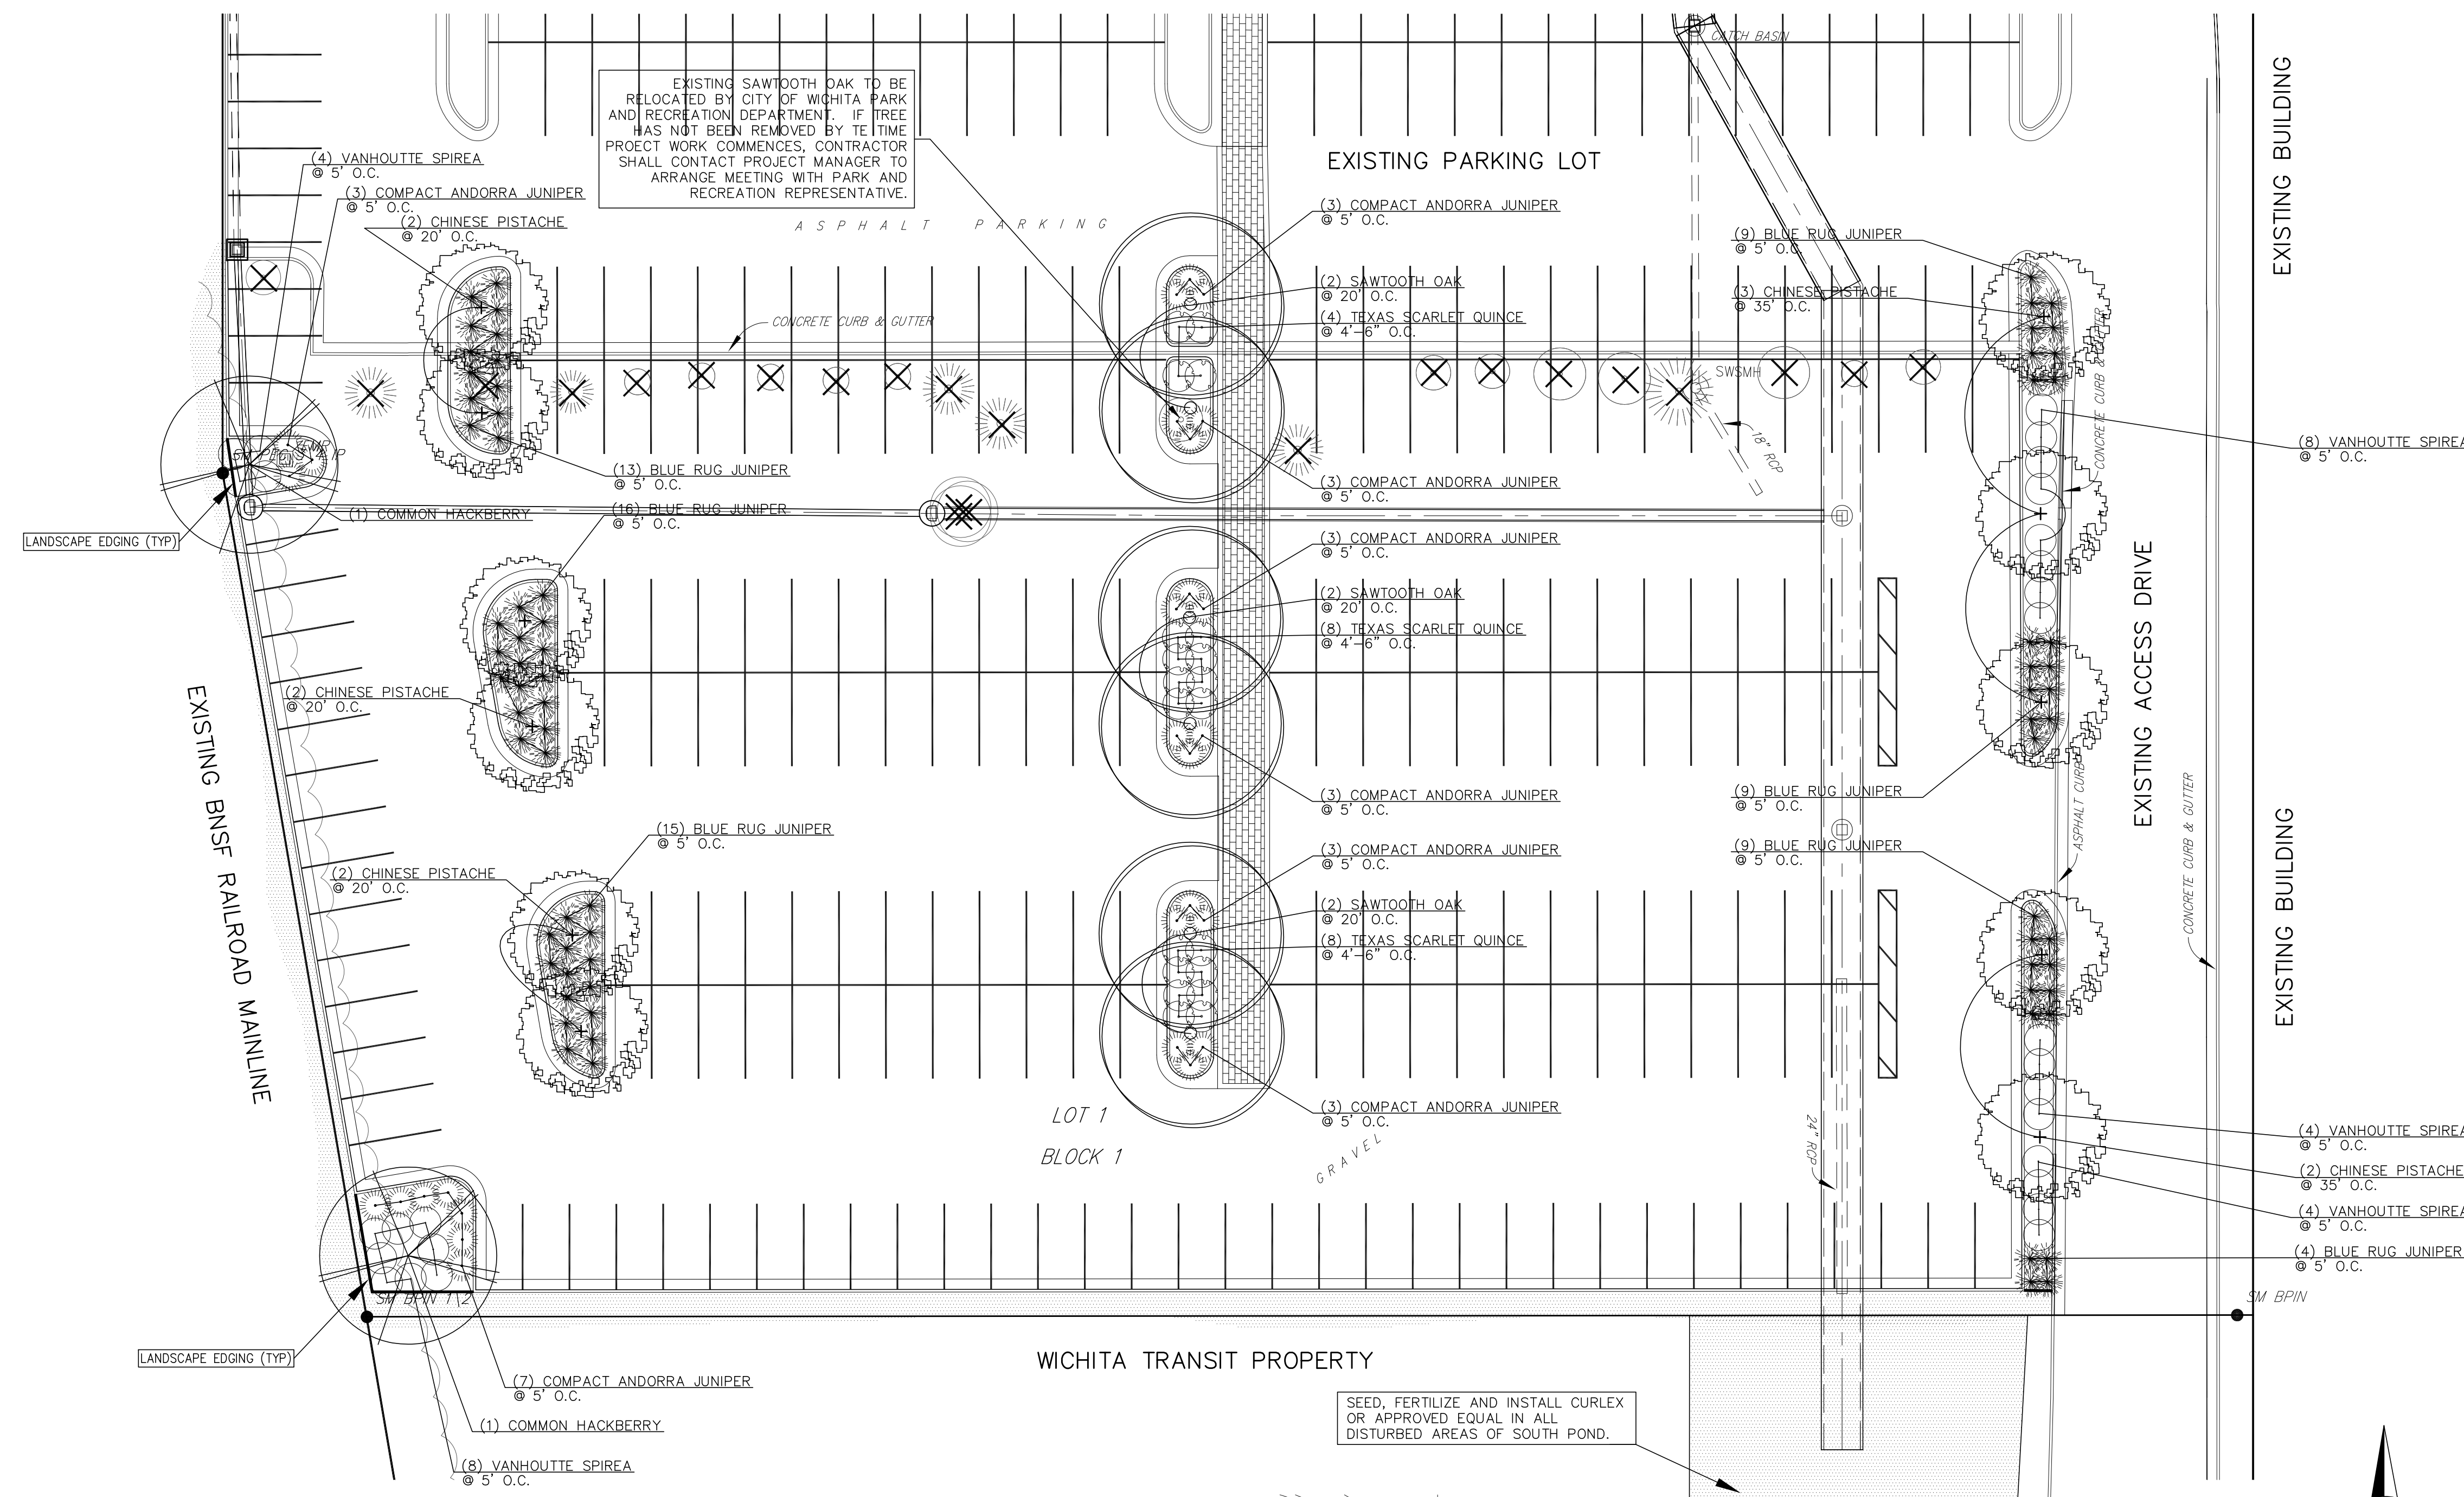 CATCH BASIN
EXISTING BUILDING
EXISTING SAWTOOTH OAK TO BE
RELOCATED BY CITY OF WICHITA PARK
AND RECREATION DEPARTMENT. IF TREE
HAS NOT BEEN REMOVED BY TE TIME
PROECT WORK COMMENCES, CONTRACTOR
SHALL CONTACT PROJECT MANAGER TO
ARRANGE MEETING WITH PARK AND
RECREATION REPRESENTATIVE.
EXISTING PARKING LOT
(4) VANHOUTTE SPIREA
@ 5' O.C.
(3) COMPACT ANDORRA JUNIPER
@ 5' O.C.
(2) CHINESE PISTACHE
@ 20' O.C.
ASPHALT PARKING
(3) COMPACT ANDORRA JUNIPER
@ 5' O.C.
(9) BLUE RUG JUNIPER
@ 5' O.C.
(2) SAWTOOTH OAK
@ 20' O.C.
(3) CHINESE PISTACHE
@ 35' O.C.
CONCRETE CURB & GUTTER
(4) TEXAS SCARLET QUINCE
@ 4'-6" O.C.
SWSMH
CONCRETE CURB & GUTTER
18" RCP
(8) VANHOUTTE SPIREA
@ 5' O.C.
(13) BLUE RUG JUNIPER
@ 5' O.C.
(3) COMPACT ANDORRA JUNIPER
@ 5' O.C.
(16) BLUE RUG JUNIPER
@ 5' O.C.
(1) COMMON HACKBERRY
LANDSCAPE EDGING (TYP)
(3) COMPACT ANDORRA JUNIPER
@ 5' O.C.
(2) SAWTOOTH OAK
@ 20' O.C.
(8) TEXAS SCARLET QUINCE
@ 4'-6" O.C.
EXISTING ACCESS DRIVE
(2) CHINESE PISTACHE
@ 20' O.C.
EXISTING BNSF RAILROAD MAINLINE
(3) COMPACT ANDORRA JUNIPER
@ 5' O.C.
(9) BLUE RUG JUNIPER
@ 5' O.C.
ASPHALT CURB
CONCRETE CURB & GUTTER
EXISTING BUILDING
(15) BLUE RUG JUNIPER
@ 5' O.C.
(3) COMPACT ANDORRA JUNIPER
@ 5' O.C.
(9) BLUE RUG JUNIPER
@ 5' O.C.
(2) CHINESE PISTACHE
@ 20' O.C.
(2) SAWTOOTH OAK
@ 20' O.C.
(8) TEXAS SCARLET QUINCE
@ 4'-6" O.C.
LOT 1
BLOCK 1
(3) COMPACT ANDORRA JUNIPER
@ 5' O.C.
GRAVEL
24" RCP
(4) VANHOUTTE SPIREA
@ 5' O.C.
(2) CHINESE PISTACHE
@ 35' O.C.
(4) VANHOUTTE SPIREA
@ 5' O.C.
(4) BLUE RUG JUNIPER
@ 5' O.C.
SM BPIN 1\2
SM BPIN
LANDSCAPE EDGING (TYP)
WICHITA TRANSIT PROPERTY
(7) COMPACT ANDORRA JUNIPER
@ 5' O.C.
(1) COMMON HACKBERRY
(8) VANHOUTTE SPIREA
@ 5' O.C.
SEED, FERTILIZE AND INSTALL CURLEX
OR APPROVED EQUAL IN ALL
DISTURBED AREAS OF SOUTH POND.